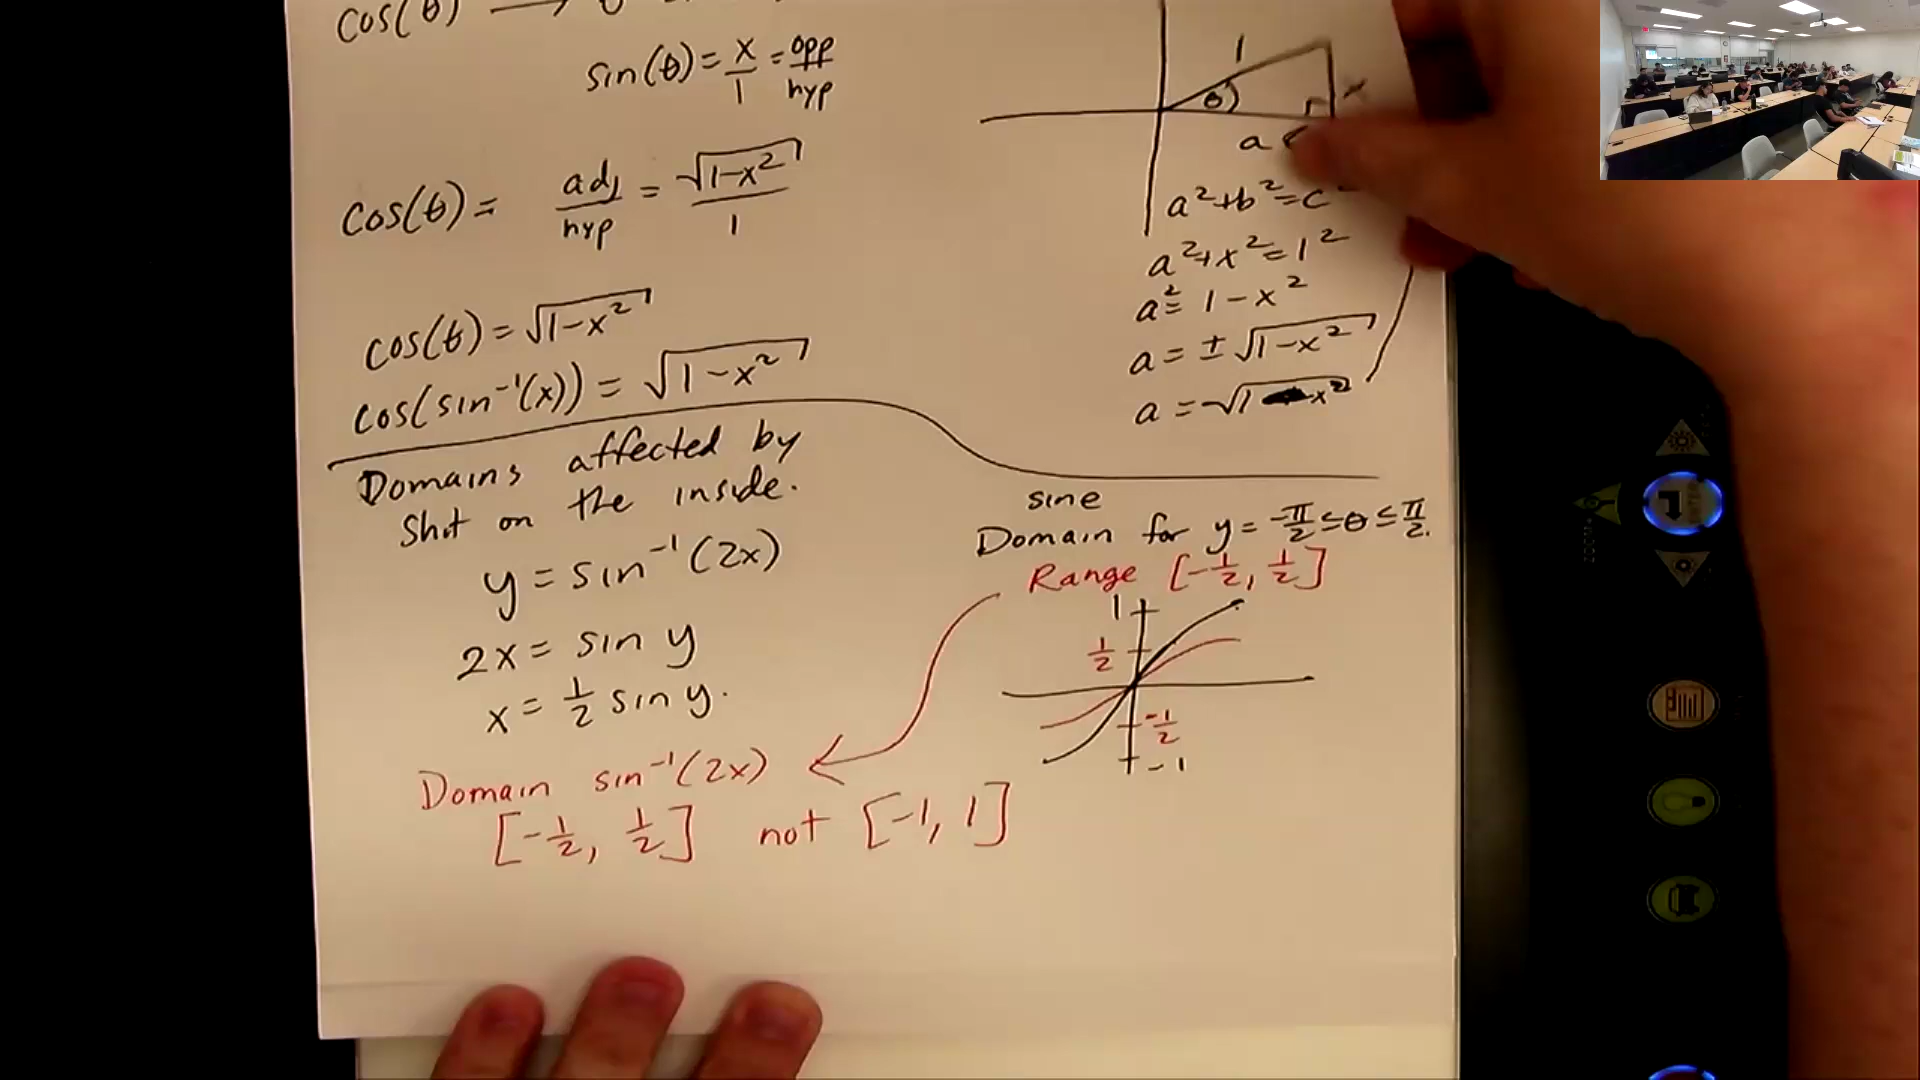 cos(θ) →
sin(θ) = x/1 = opp/hyp
cos(θ) = adj/hyp = √(1-x²)/1
cos(θ) = √(1-x²)
cos(sin⁻¹(x)) = √(1-x²)
1
θ
x
a
a²+b²=c²
a²+x²=1²
a²= 1-x²
a = ± √(1-x²)
a = √(1-x²)
Domains affected by
Shit on the inside.
y = sin⁻¹(2x)
2x = sin y
x = 1/2 sin y.
Domain sin⁻¹(2x)
[-1/2, 1/2] not [-1, 1]
sine
Domain for y = -π/2 ≤ θ ≤ π/2.
Range [-1/2, 1/2]
1
1/2
-1/2
-1